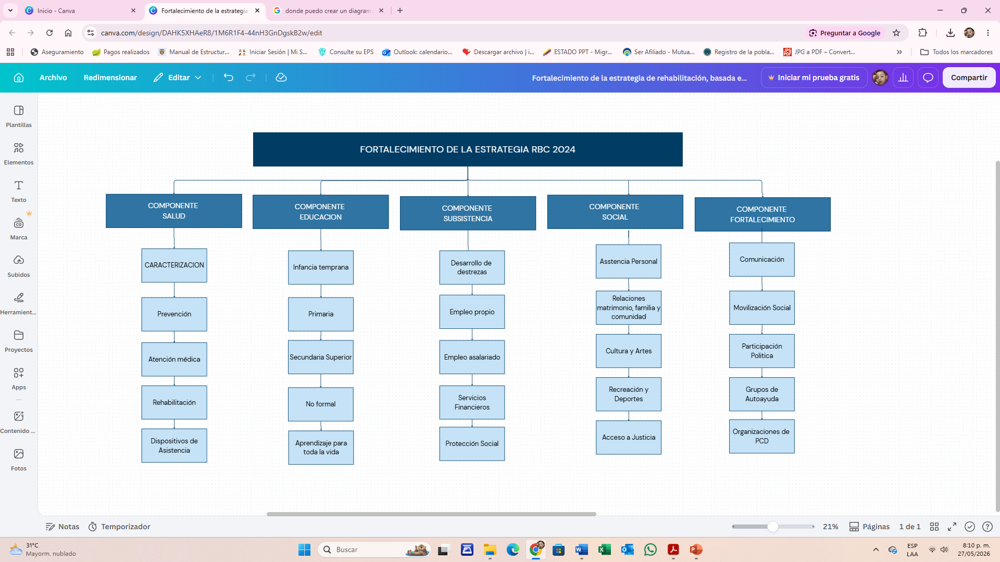 Inicio - Canva
Fortalecimiento de la estrategia
donde puedo crear un diagram
canva.com/design/DAHK5XHAeR8/1M6R1F4-44nH3GnDgskB2w/edit
Preguntar a Google
Aseguramiento
Pagos realizados
Manual de Estructur...
Iniciar Sesión | Mi S...
Consulte su EPS
Outlook: calendario...
Descargar archivo | i...
ESTADO PPT - Migr...
Ser Afiliado - Mutua...
Registro de la pobla...
JPG a PDF – Convert...
Todos los marcadores
Archivo
Redimensionar
Editar
Fortalecimiento de la estrategia de rehabilitación, basada e...
Iniciar mi prueba gratis
Compartir
Plantillas
Elementos
Texto
Marca
Subidos
Herramient...
Proyectos
Apps
Contenido ...
Fotos
FORTALECIMIENTO DE LA ESTRATEGIA RBC 2024
COMPONENTE
SALUD
COMPONENTE
EDUCACION
COMPONENTE
SUBSISTENCIA
COMPONENTE
SOCIAL
COMPONENTE
FORTALECIMIENTO
CARACTERIZACION
Prevención
Atención médica
Rehabilitación
Dispositivos de
Asistencia
Infancia temprana
Primaria
Secundaria Superior
No formal
Aprendizaje para
toda la vida
Desarrollo de
destrezas
Empleo propio
Empleo asalariado
Servicios
Financieros
Protección Social
Asstencia Personal
Relaciones
matrimonio, familia y
comunidad
Cultura y Artes
Recreación y
Deportes
Acceso a Justicia
Comunicación
Movilización Social
Participación
Politica
Grupos de
Autoayuda
Organizaciones de
PCD
Notas
Temporizador
21%
Páginas
1 de 1
31°C
Mayorm. nublado
Buscar
ESP
LAA
8:10 p. m.
27/05/2026